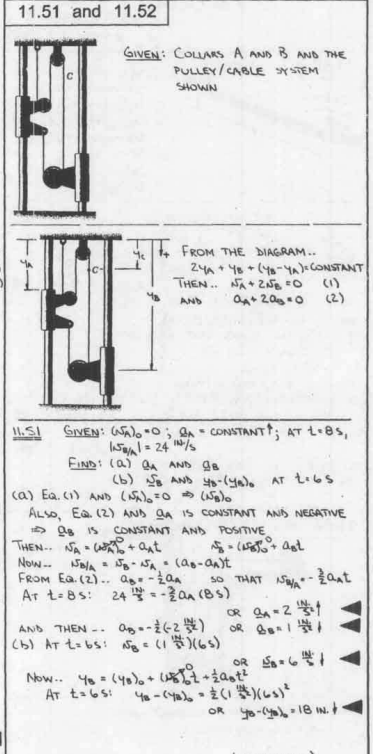 11.51 and 11.52
GIVEN: COLLARS A AND B AND THE
PULLEY/CABLE SYSTEM
SHOWN
C
FROM THE DIAGRAM..
2yA + yB + (yB-yA)=CONSTANT
THEN.. vA + 2vB = 0 (1)
AND aA + 2aB = 0 (2)
yA
yC
C
yB
11.51 GIVEN: (vA)₀ = 0; aA = CONSTANT↑; AT t=8s,
|vB/A| = 24 IN./s
FIND: (a) aA AND aB
(b) vB AND yB-(yB)₀ AT t=6s
(a) EQ. (1) AND (vA)₀=0 ⇒ (vB)₀
ALSO, EQ. (2) AND aA IS CONSTANT AND NEGATIVE
⇒ aB IS CONSTANT AND POSITIVE
THEN.. vA = (vA)₀⁰ + aAt vB = (vB)₀⁰ + aBt
NOW.. vB/A = vB - vA = (aB-aA)t
FROM EQ. (2).. aB = -½aA SO THAT vB/A = -3/2 aAt
AT t=8s: 24 IN./s = -3/2 aA (8s)
OR aA = 2 IN./s² ↑
AND THEN.. aB = -½(-2 IN./s²) OR aB = 1 IN./s² ↓
(b) AT t=6s: vB = (1 IN./s²)(6s)
OR vB = 6 IN./s ↓
NOW.. yB = (yB)₀ + (vB)₀⁰t + ½aBt²
AT t=6s: yB-(yB)₀ = ½(1 IN./s²)(6s)²
OR yB-(yB)₀ = 18 IN. ↓